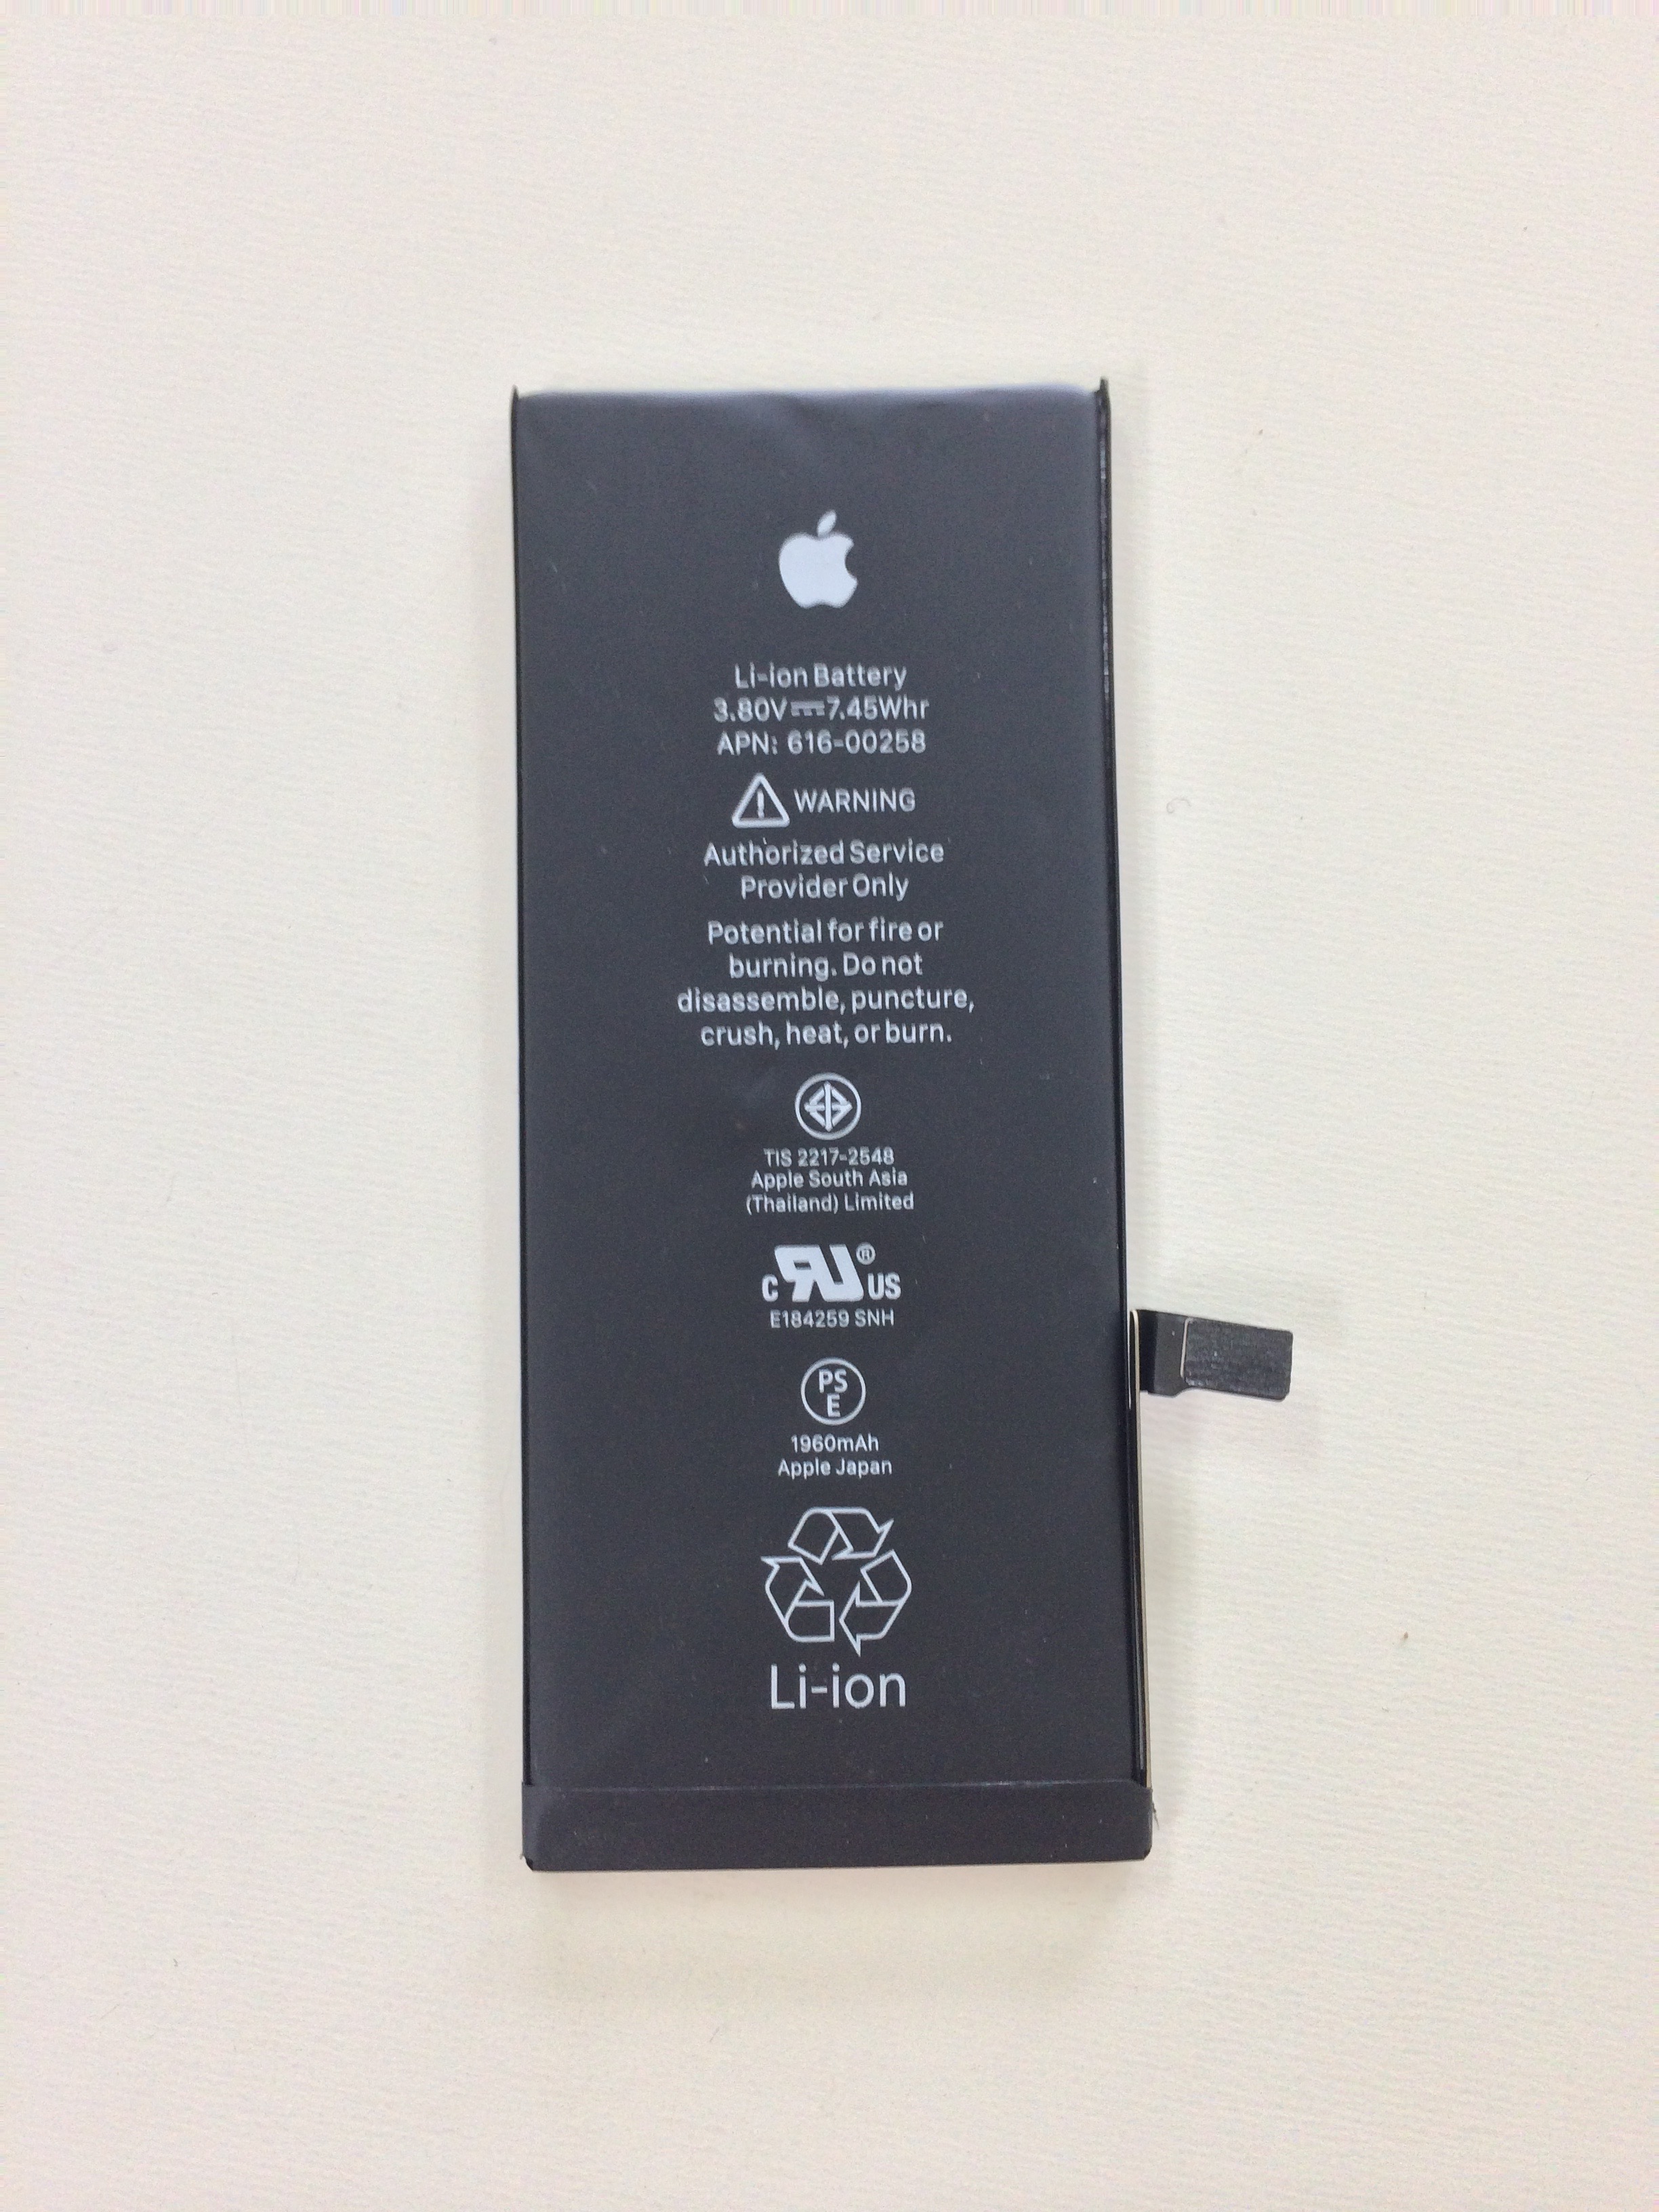 Li-ion Battery
3.80V⎓7.45Whr
APN: 616-00258
WARNING
Authorized Service
Provider Only
Potential for fire or
burning. Do not
disassemble, puncture,
crush, heat, or burn.
TIS 2217-2548
Apple South Asia
(Thailand) Limited
c RU® US
E184259 SNH
PS
E
1960mAh
Apple Japan
Li-ion